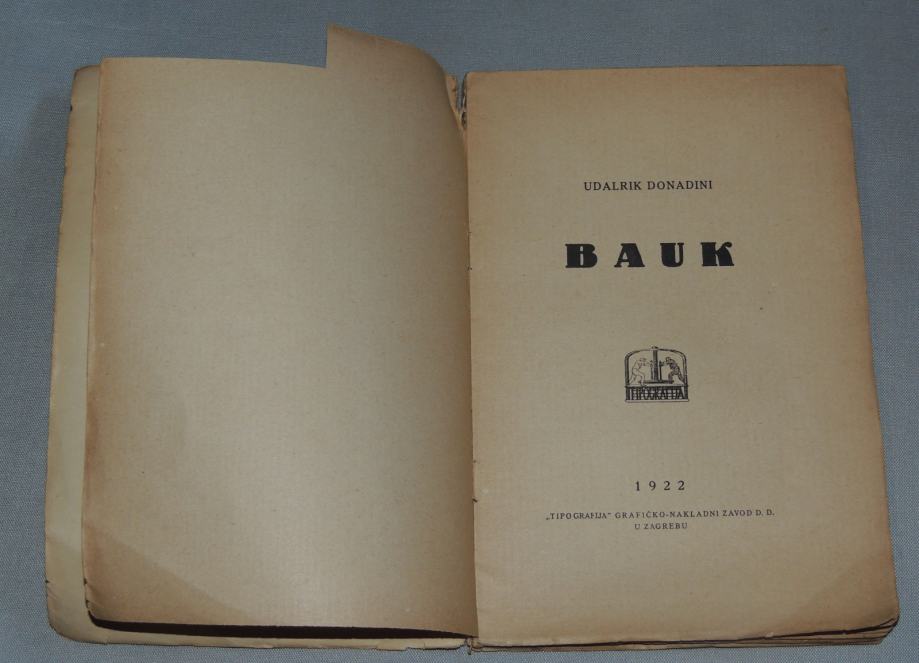 UDALRIK DONADINI
BAUK
TIPOGRAFIJA
1922
„TIPOGRAFIJA” GRAFIČKO-NAKLADNI ZAVOD D. D.
U ZAGREBU